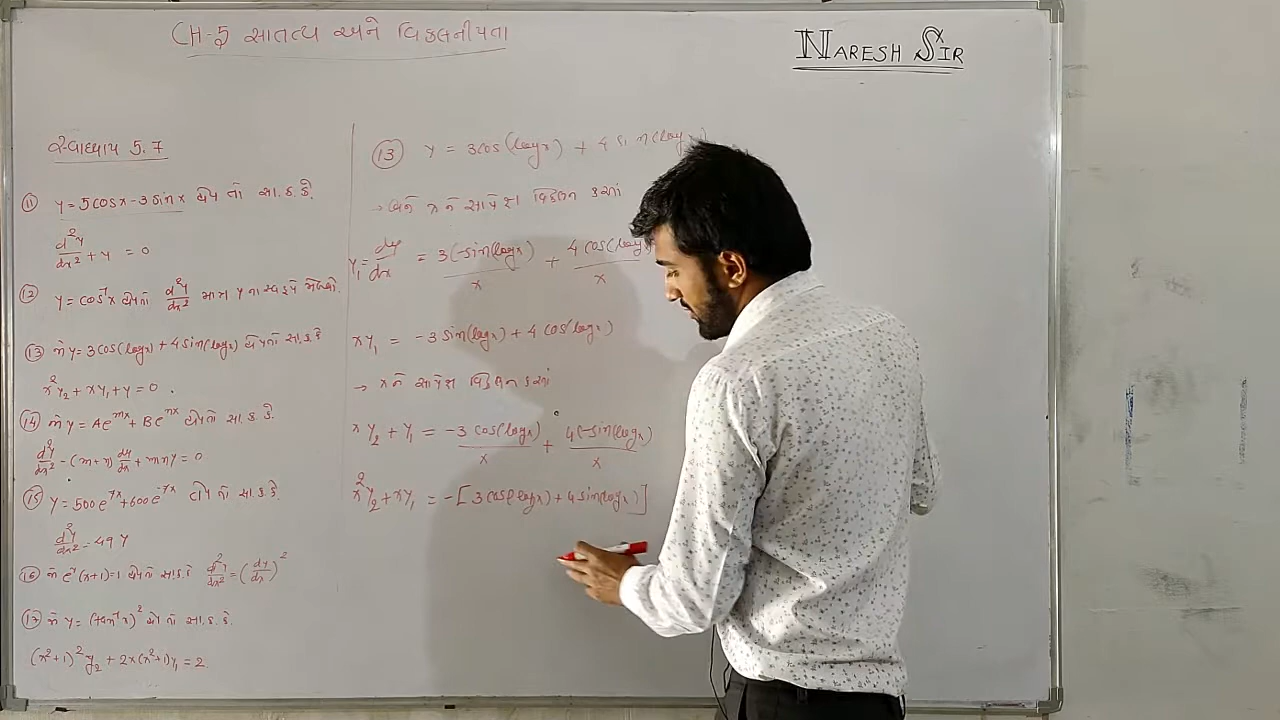 CH-5 સાતત્ય અને વિકલનીયતા
NARESH SIR
સ્વાધ્યાય 5.7
(11) y = 5cosx - 3sinx હોય તો સા.દ.કે.
d²y/dx² + y = 0
(12) y = cos⁻¹x હોય તો d²y/dx² માત્ર y ના સ્વરૂપે મેળવો.
(13) જો y = 3cos(logx) + 4sin(logx) હોય તો સા.દ.કે
x²y₂ + xy₁ + y = 0.
(14) જો y = Ae^mx + Be^nx હોય તો સા.દ.કે.
d²y/dx² - (m+n) dy/dx + mny = 0
(15) y = 500e^7x + 600e^-7x હોય તો સા.દ.કે.
d²y/dx² = 49y
(16) જો e^y(x+1)=1 હોય તો સા.દ.કે d²y/dx² = (dy/dx)²
(17) જો y = (tan⁻¹x)² હોય તો સા.દ.કે.
(x²+1)²y₂ + 2x(x²+1)y₁ = 2.
(13) y = 3cos(logx) + 4sin(logx)
→ બંને x ને સાપેક્ષ વિકલન કરતાં
y₁ = dy/dx = 3(-sin(logx))/x + 4cos(logx)/x
xy₁ = -3sin(logx) + 4cos(logx)
→ x ને સાપેક્ષ વિકલન કરતાં
xy₂ + y₁ = -3cos(logx)/x + 4(-sin(logx))/x
x²y₂ + xy₁ = -[3cos(logx) + 4sin(logx)]